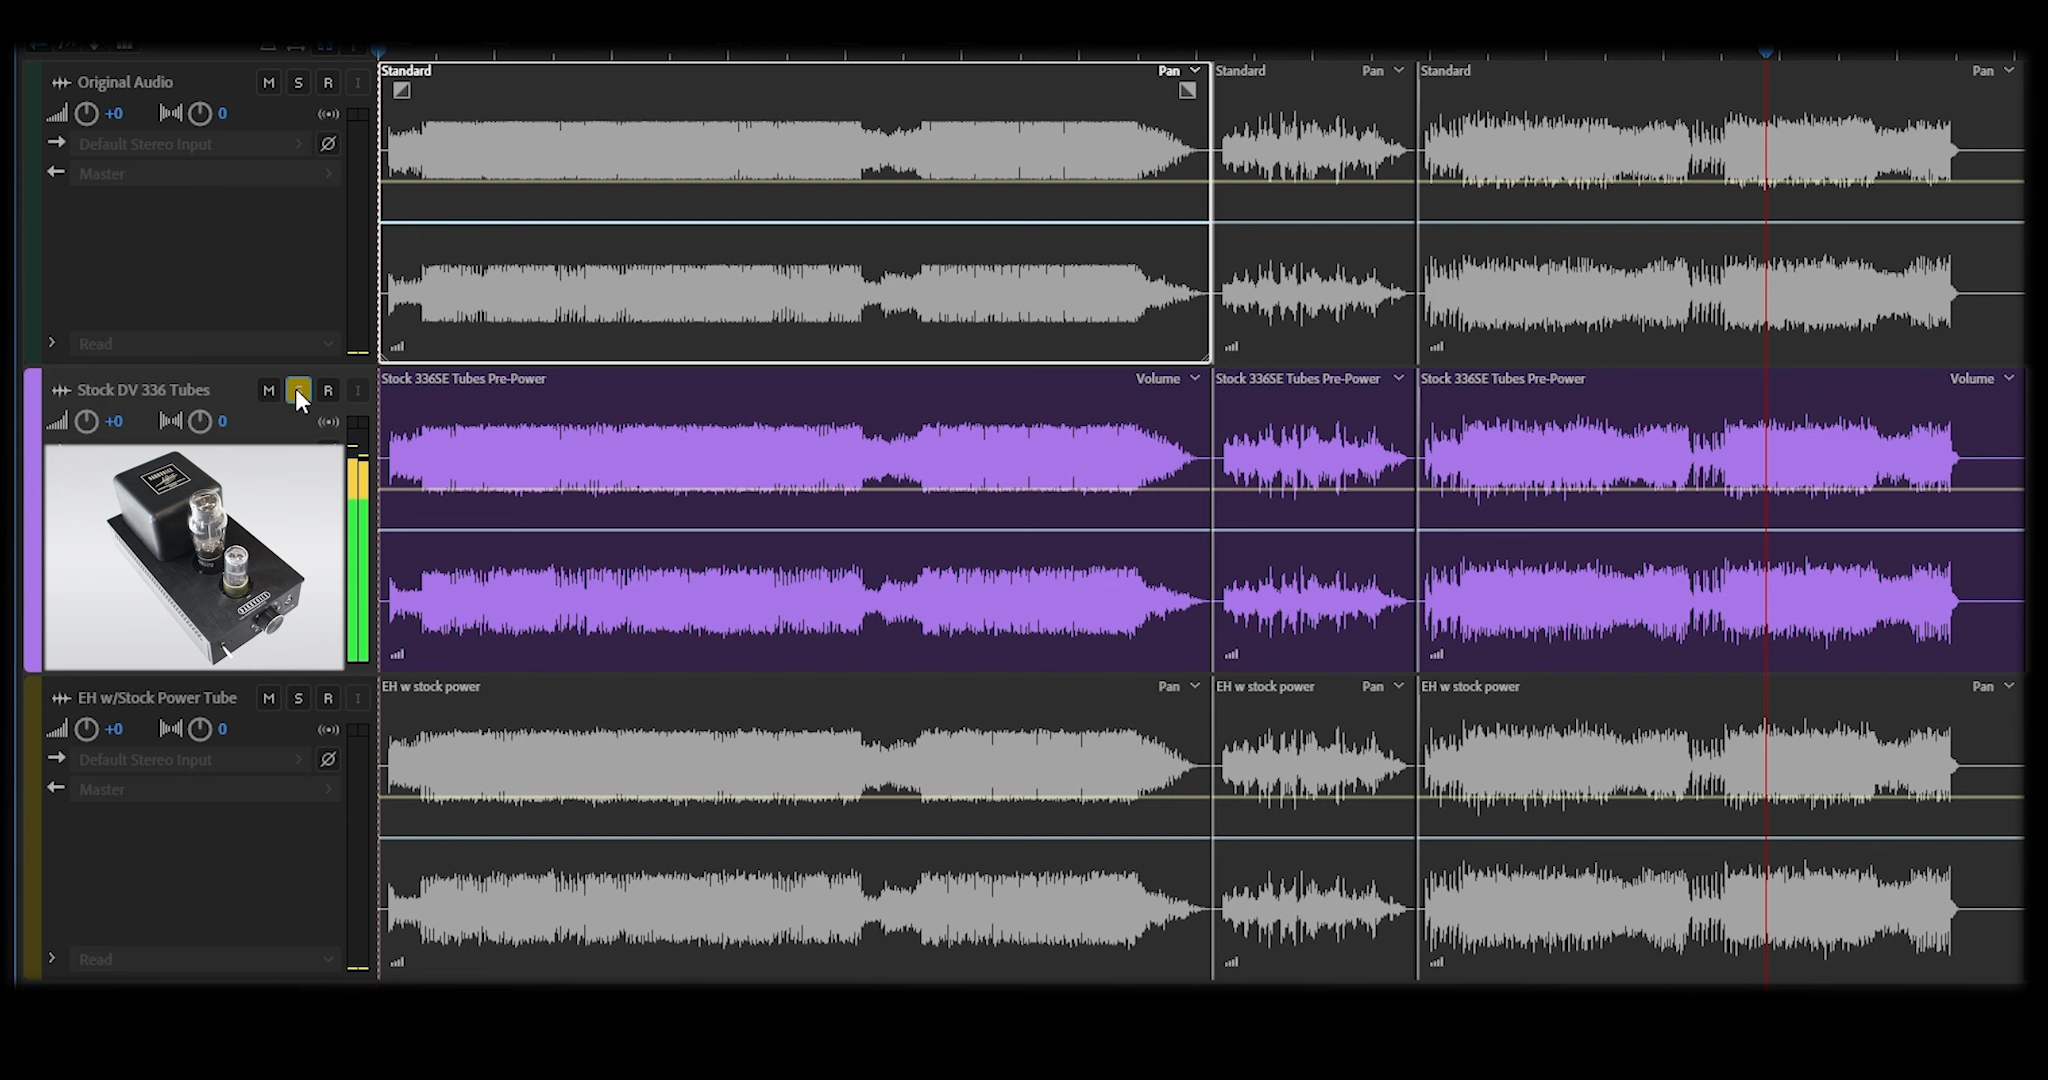 Original Audio M S R I
+0 0
Default Stereo Input
Master
Read
Standard Pan
Standard Pan
Standard Pan
Stock DV 336 Tubes M S R I
+0 0
Stock 336SE Tubes Pre-Power Volume
Stock 336SE Tubes Pre-Power
Stock 336SE Tubes Pre-Power Volume
EH w/Stock Power Tube M S R I
+0 0
Default Stereo Input
Master
Read
EH w stock power Pan
EH w stock power Pan
EH w stock power Pan